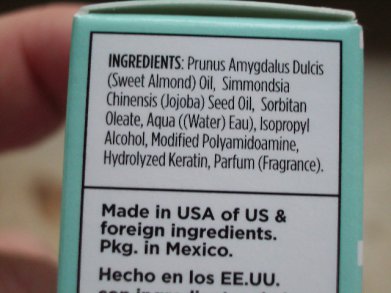 INGREDIENTS: Prunus Amygdalus Dulcis
(Sweet Almond) Oil, Simmondsia
Chinensis (Jojoba) Seed Oil, Sorbitan
Oleate, Aqua ((Water) Eau), Isopropyl
Alcohol, Modified Polyamidoamine,
Hydrolyzed Keratin, Parfum (Fragrance).
Made in USA of US &
foreign ingredients.
Pkg. in Mexico.
Hecho en los EE.UU.